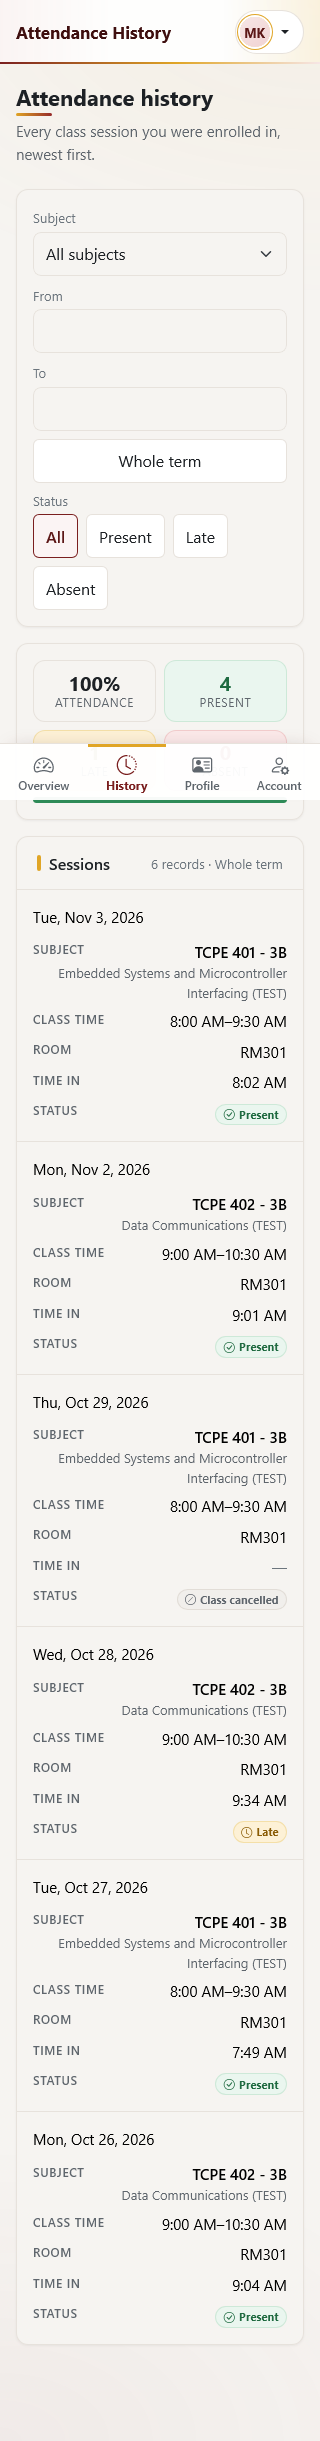 Attendance History
MK
Attendance history
Every class session you were enrolled in,
newest first.
Subject
All subjects
From
To
Whole term
Status
All
Present
Late
Absent
100%
ATTENDANCE
4
PRESENT
0
Overview
History
Profile
Account
Sessions
6 records · Whole term
Tue, Nov 3, 2026
SUBJECT
TCPE 401 - 3B
Embedded Systems and Microcontroller
Interfacing (TEST)
CLASS TIME
8:00 AM–9:30 AM
ROOM
RM301
TIME IN
8:02 AM
STATUS
Present
Mon, Nov 2, 2026
SUBJECT
TCPE 402 - 3B
Data Communications (TEST)
CLASS TIME
9:00 AM–10:30 AM
ROOM
RM301
TIME IN
9:01 AM
STATUS
Present
Thu, Oct 29, 2026
SUBJECT
TCPE 401 - 3B
Embedded Systems and Microcontroller
Interfacing (TEST)
CLASS TIME
8:00 AM–9:30 AM
ROOM
RM301
TIME IN
—
STATUS
Class cancelled
Wed, Oct 28, 2026
SUBJECT
TCPE 402 - 3B
Data Communications (TEST)
CLASS TIME
9:00 AM–10:30 AM
ROOM
RM301
TIME IN
9:34 AM
STATUS
Late
Tue, Oct 27, 2026
SUBJECT
TCPE 401 - 3B
Embedded Systems and Microcontroller
Interfacing (TEST)
CLASS TIME
8:00 AM–9:30 AM
ROOM
RM301
TIME IN
7:49 AM
STATUS
Present
Mon, Oct 26, 2026
SUBJECT
TCPE 402 - 3B
Data Communications (TEST)
CLASS TIME
9:00 AM–10:30 AM
ROOM
RM301
TIME IN
9:04 AM
STATUS
Present